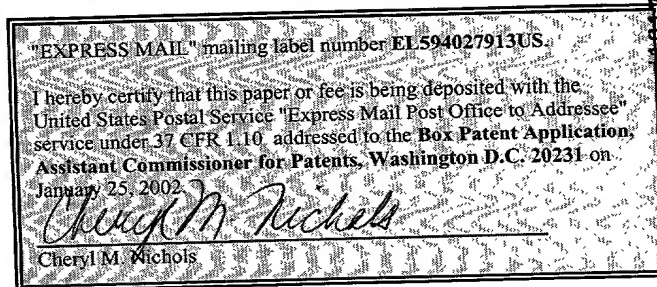 "EXPRESS MAIL" mailing label number EL594027913US.
I hereby certify that this paper or fee is being deposited with the
United States Postal Service "Express Mail Post Office to Addressee"
service under 37 CFR 1.10 addressed to the Box Patent Application,
Assistant Commissioner for Patents, Washington D.C. 20231 on
January 25, 2002
Cheryl M Nichols
Cheryl M. Nichols